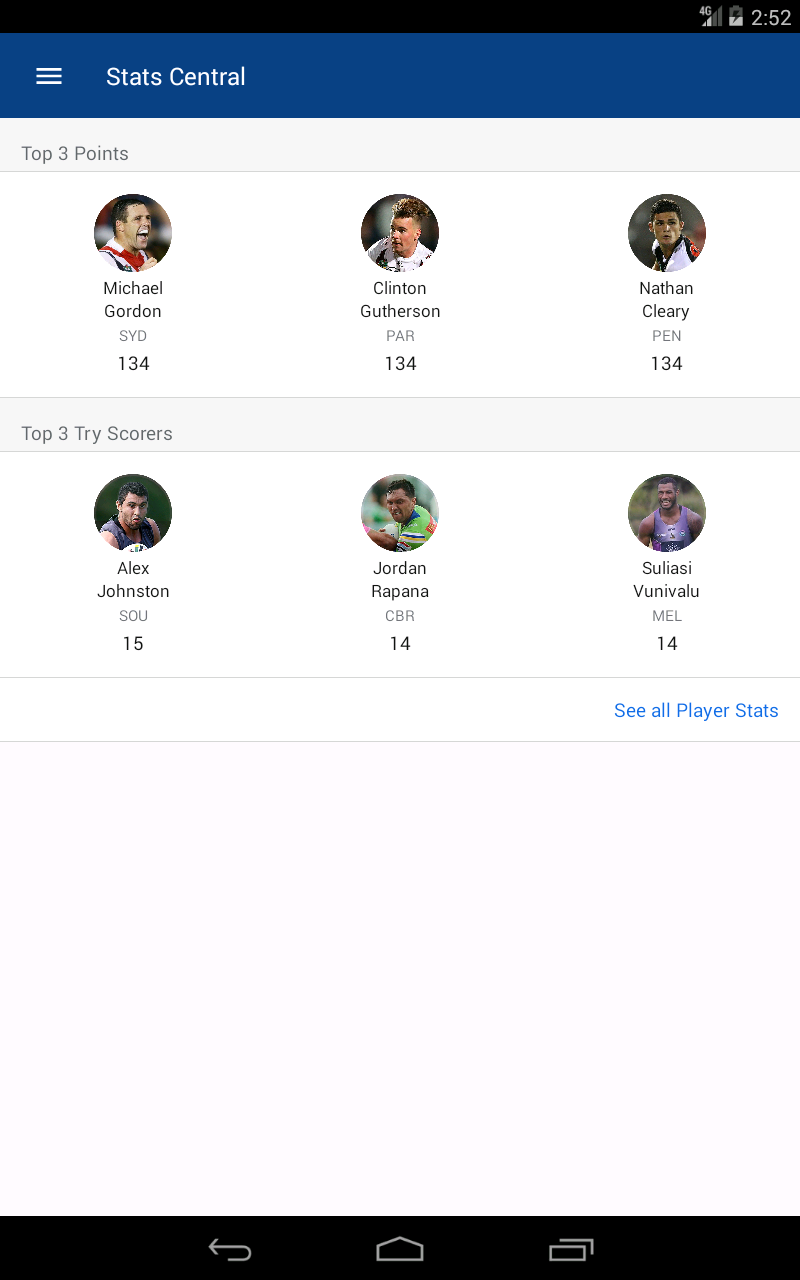 4G 2:52
Stats Central
Top 3 Points
Michael
Gordon
SYD
134
Clinton
Gutherson
PAR
134
Nathan
Cleary
PEN
134
Top 3 Try Scorers
Alex
Johnston
SOU
15
Jordan
Rapana
CBR
14
Suliasi
Vunivalu
MEL
14
See all Player Stats